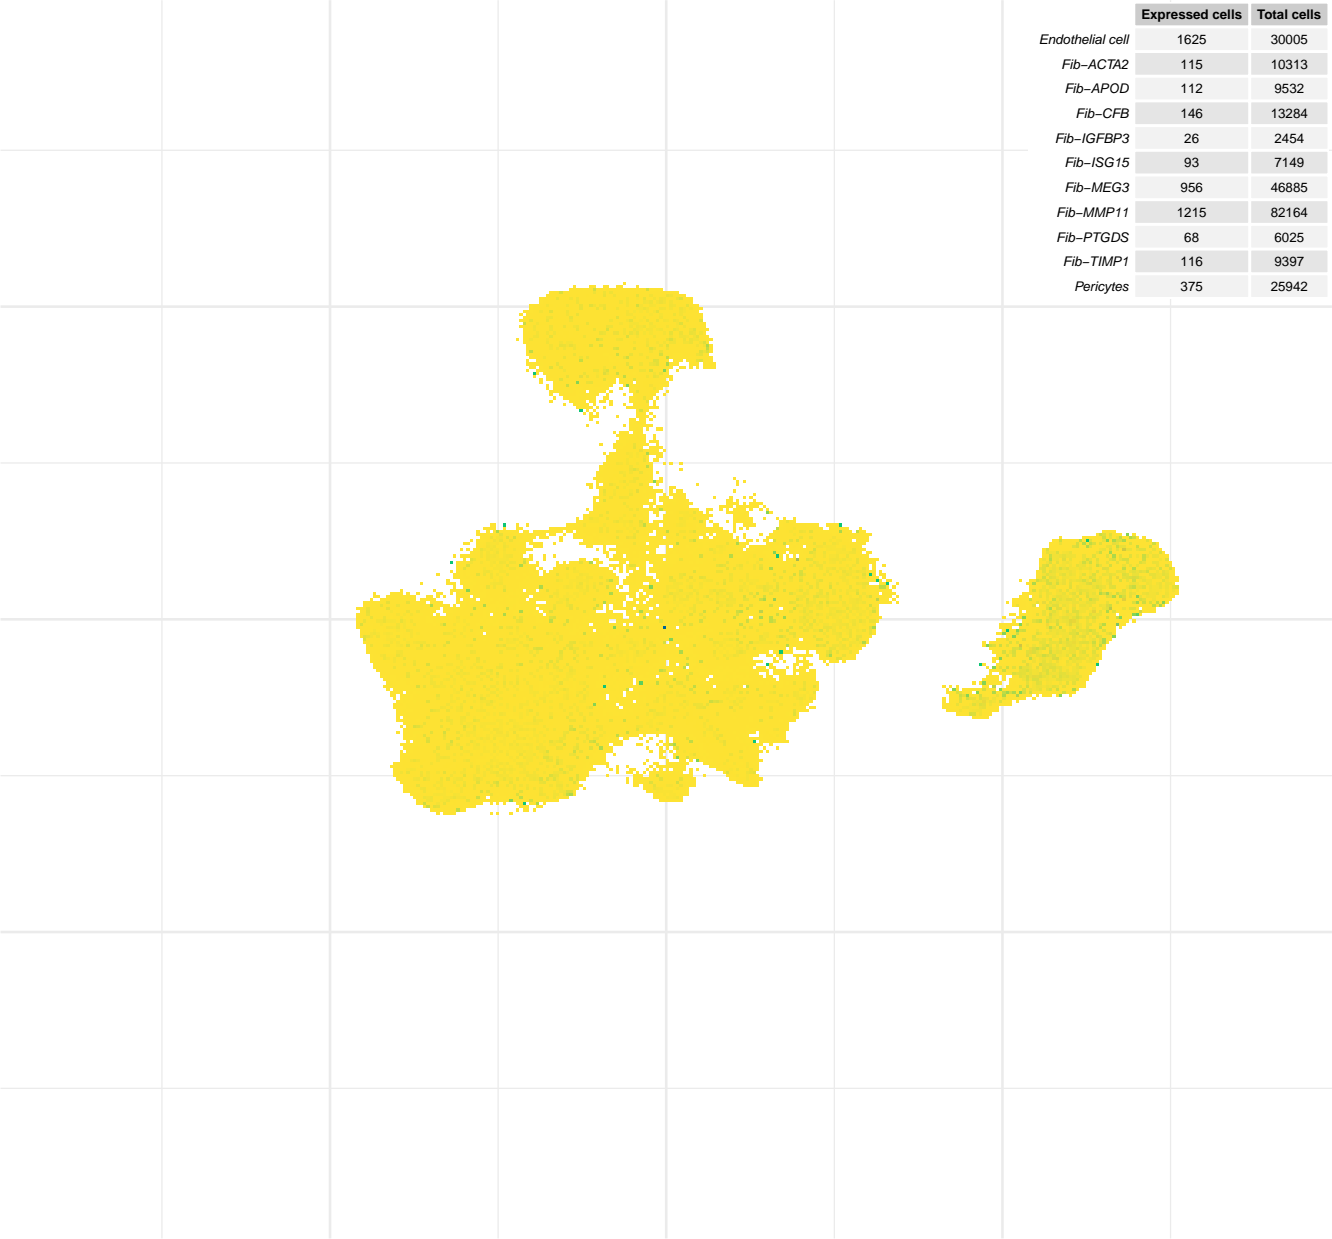 Expressed cells Total cells
Endothelial cell 1625 30005
Fib−ACTA2 115 10313
Fib−APOD 112 9532
Fib−CFB 146 13284
Fib−IGFBP3 26 2454
Fib−ISG15 93 7149
Fib−MEG3 956 46885
Fib−MMP11 1215 82164
Fib−PTGDS 68 6025
Fib−TIMP1 116 9397
Pericytes 375 25942